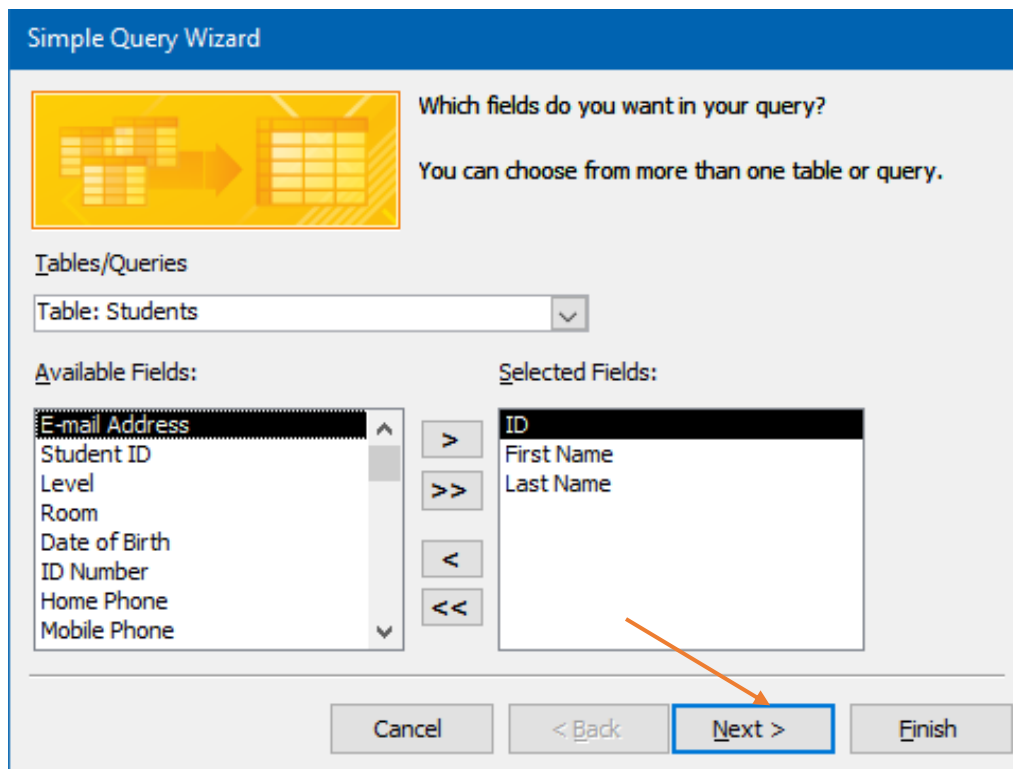 Simple Query Wizard
Which fields do you want in your query?
You can choose from more than one table or query.
Tables/Queries
Table: Students
Available Fields:
Selected Fields:
E-mail Address
Student ID
Level
Room
Date of Birth
ID Number
Home Phone
Mobile Phone
>
>>
<
<<
ID
First Name
Last Name
Cancel
< Back
Next >
Finish